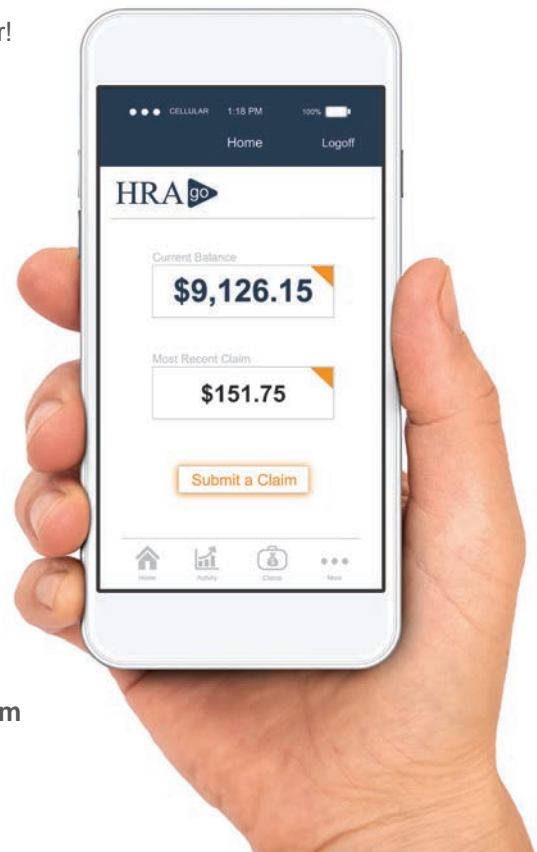 r!
CELLULAR 1:18 PM 100%
Home Logoff
HRA go
Current Balance
$9,126.15
Most Recent Claim
$151.75
Submit a Claim
Home Activity Claims More
m